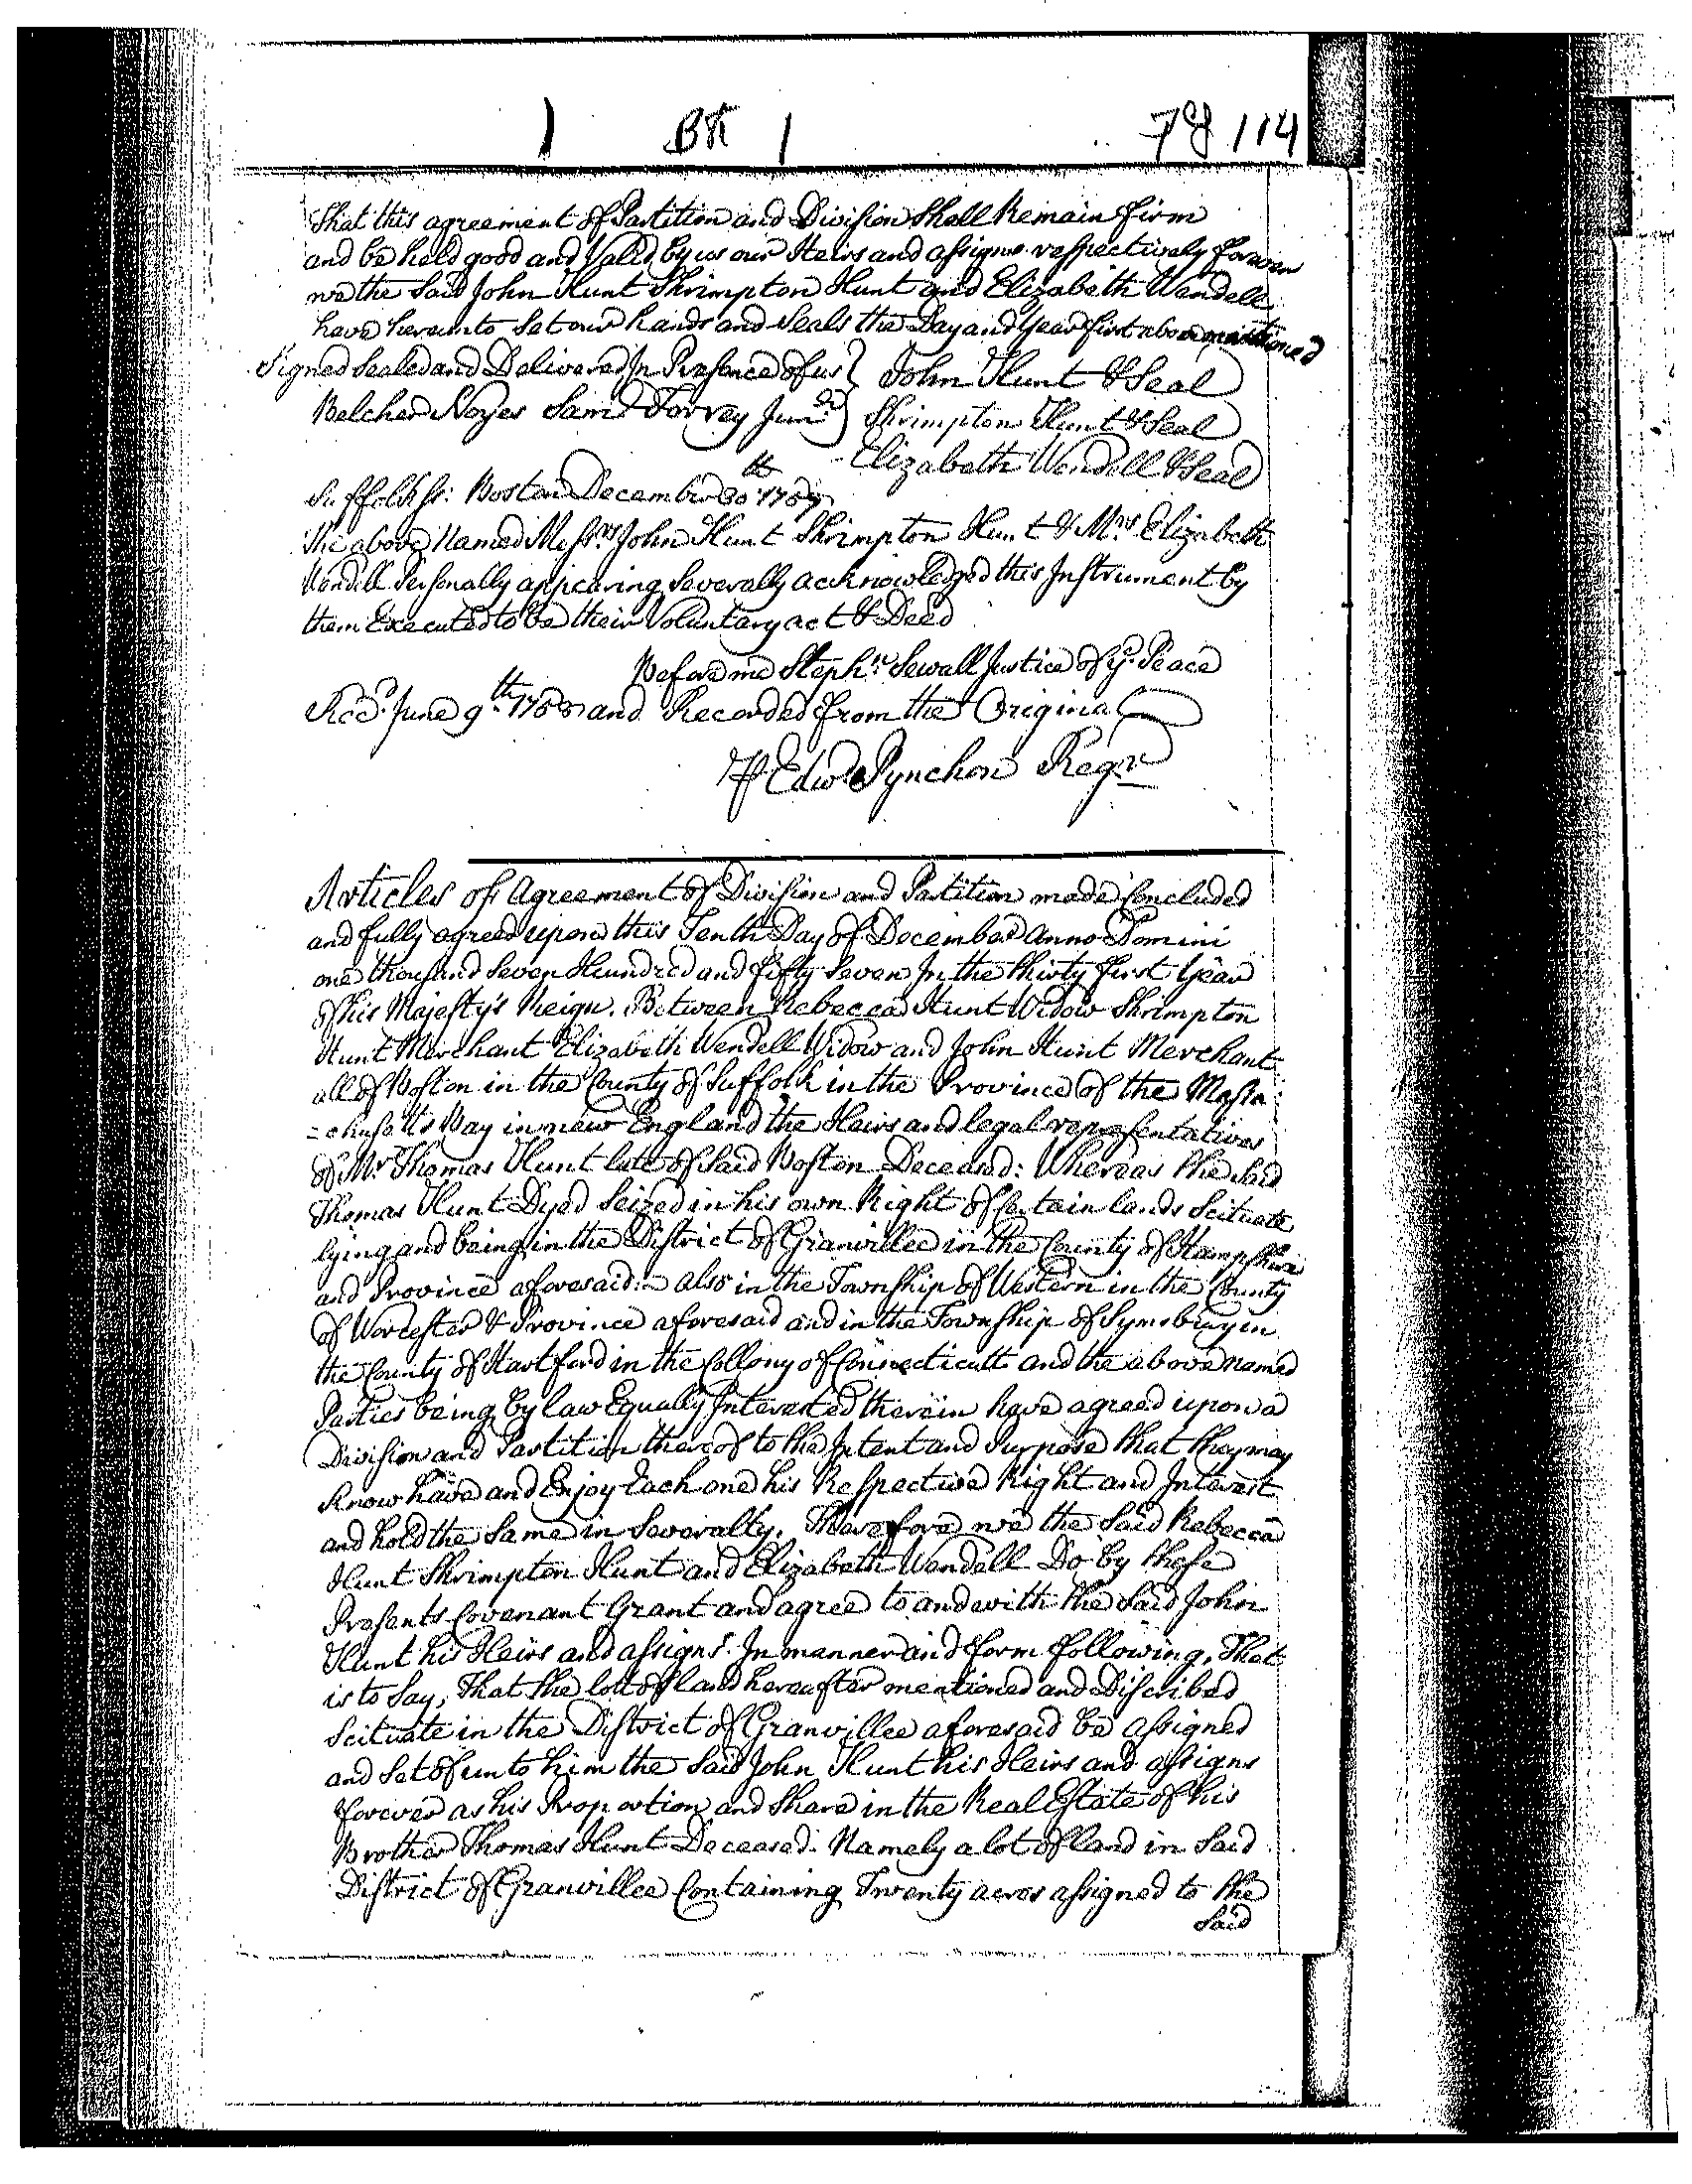 1 BK 1 78 114
that this agreement of Partition and Division Shall Remain firm
and be held good and Valid by us our Heirs and assigns respectively forever
we the Said John Hunt Shrimpton Hunt and Elizabeth Wendell
have hereunto Set our hands and Seals the Day and Year first above mentioned
Signed Sealed and Delivered In Presence of us } John Hunt & Seal
Belcher Noyes Saml Torrey Junr } Shrimpton Hunt & Seal
Elizabeth Wendell & Seal
Suffolk Ss: Boston December 30th 1757
the above Named Messrs John Hunt Shrimpton Hunt & Mrs Elizabeth
Wendell Personally appearing Severally acknowledged this Instrument by
them Executed to be their Voluntary act & Deed
Before me Stephn Sewall Justice of ye Peace
Recd. June 9th 1758 and Recorded from the Original
P Edwd Pynchon Regr
Articles of Agreement of Division and Partition made Concluded
and fully agreed upon this Tenth Day of December Anno Domini
one thousand Seven Hundred and fifty Seven In the thirty first Year
of his Majesty's Reign. Between Rebecca Hunt Widow Shrimpton
Hunt Merchant Elizabeth Wendell Widow and John Hunt Merchant
all of Boston in the County of Suffolk in the Province of the Massa
=chusetts Bay in new England the Heirs and legal representatives
of Mr Thomas Hunt late of Said Boston Deceased: Whereas the Said
Thomas Hunt Dyed Seized in his own Right of Certain lands Scituate
lying and being in the District of Granvillee in the County of Hampshire
and Province aforesaid:- also in the Township of Western in the County
of Worcester & Province aforesaid and in the Township of Symsbury in
the County of Hartford in the Collony of Connecticutt and the above named
Parties being by law Equally Interested therein have agreed upon a
Division and Partition thereof to the Intent and Purpose that they may
know have and Enjoy Each one his Respective Right and Interest
and hold the Same in Severalty. Therefore we the Said Rebecca
Hunt Shrimpton Hunt and Elizabeth Wendell Do by these
Presents Covenant Grant and agree to and with the Said John
Hunt his Heirs and assigns In manner and form following, That
is to Say, That the lott of land hereafter mentioned and Discribed
Scituate in the District of Granvillee aforesaid be assigned
and Set of unto him the Said John Hunt his Heirs and assigns
forever as his Proportion and Share in the Real Estate of his
Brother Thomas Hunt Deceased: Namely a lot of land in Said
District of Granvillee Containing Twenty acres assigned to the
Said